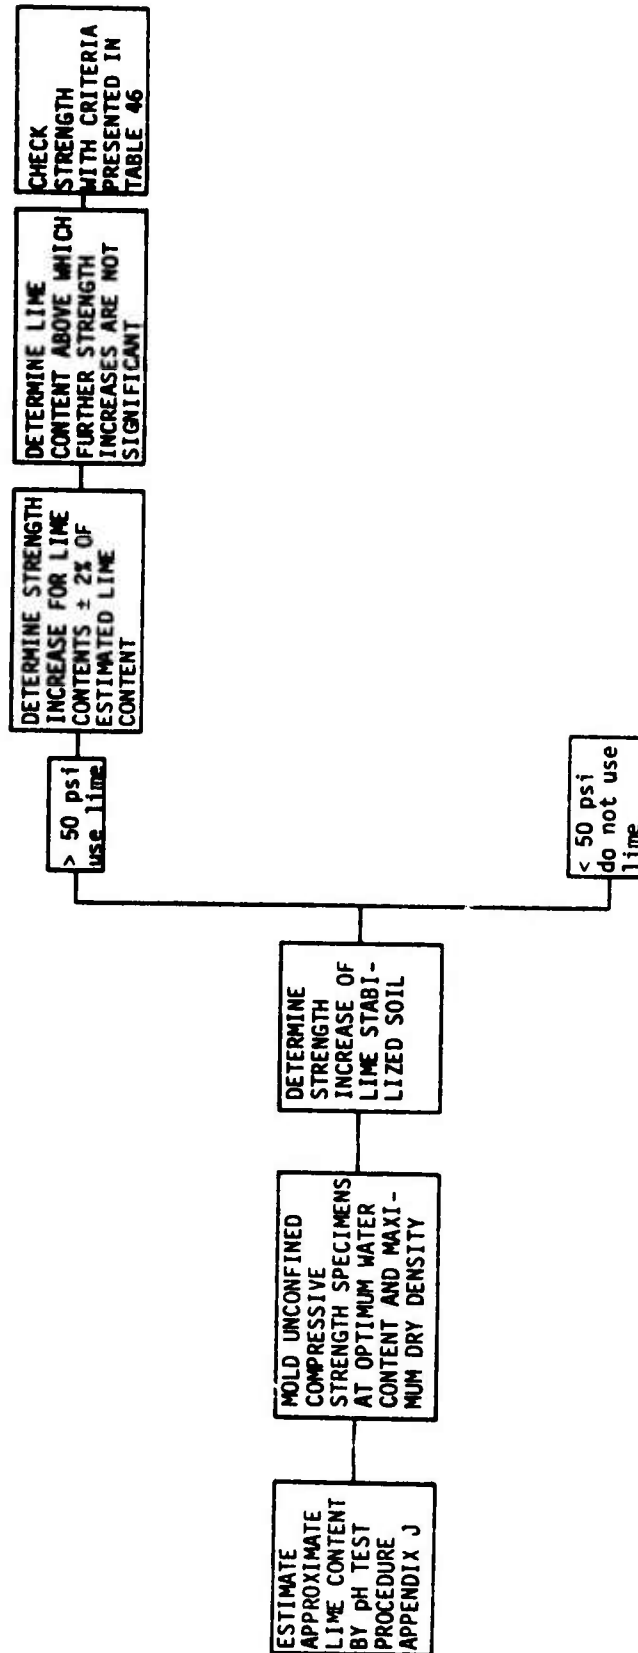 ESTIMATE
APPROXIMATE
LIME CONTENT
BY pH TEST
PROCEDURE
APPENDIX J
MOLD UNCONFINED
COMPRESSIVE
STRENGTH SPECIMENS
AT OPTIMUM WATER
CONTENT AND MAXI-
MUM DRY DENSITY
DETERMINE
STRENGTH
INCREASE OF
LIME STABI-
LIZED SOIL
> 50 psi
use lime
DETERMINE STRENGTH
INCREASE FOR LIME
CONTENTS ± 2% OF
ESTIMATED LIME
CONTENT
DETERMINE LIME
CONTENT ABOVE WHICH
FURTHER STRENGTH
INCREASES ARE NOT
SIGNIFICANT
CHECK
STRENGTH
WITH CRITERIA
PRESENTED IN
TABLE 46
< 50 psi
do not use
lime